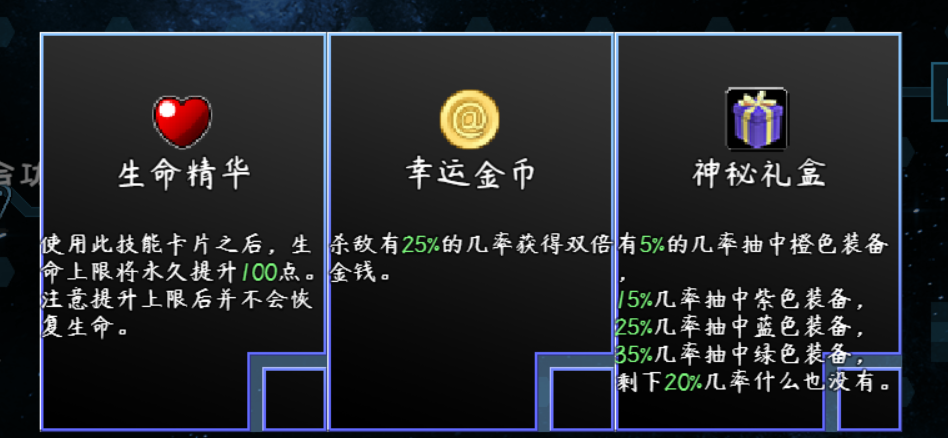 生命精华
使用此技能卡片之后，生
命上限将永久提升100点。
注意提升上限后并不会恢
复生命。
幸运金币
杀敌有25%的几率获得双倍
金钱。
神秘礼盒
有5%的几率抽中橙色装备
，
15%几率抽中紫色装备，
25%几率抽中蓝色装备，
35%几率抽中绿色装备，
剩下20%几率什么也没有。